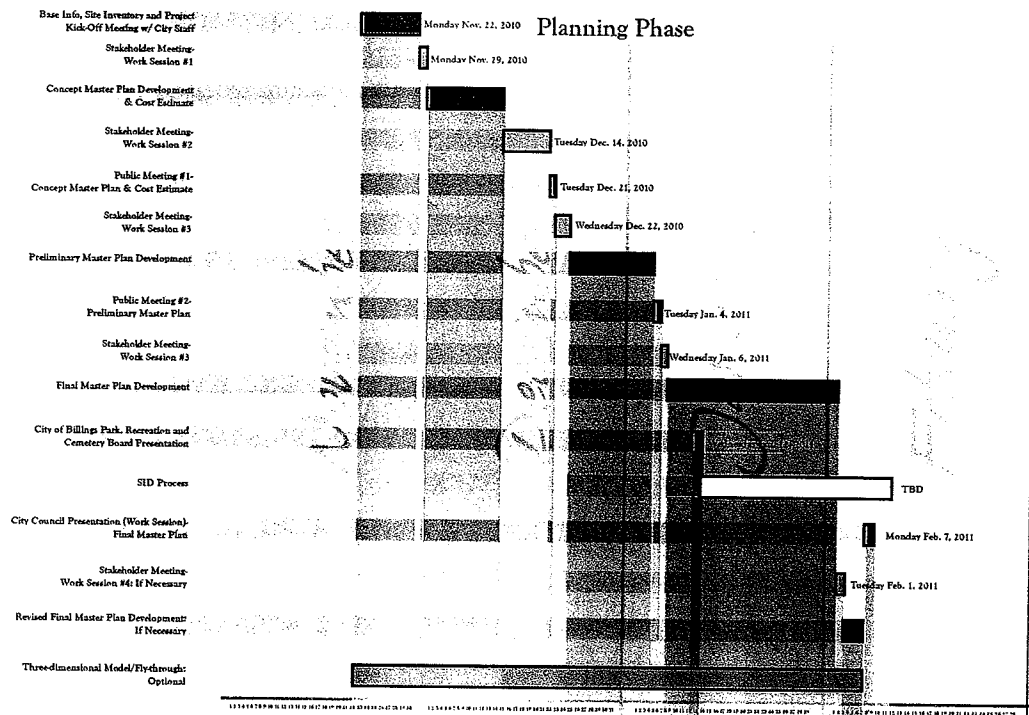 Planning Phase
Base Info, Site Inventory and Project
Kick-Off Meeting w/ City Staff
Monday Nov. 22, 2010
Stakeholder Meeting-
Work Session #1
Monday Nov. 29, 2010
Concept Master Plan Development
& Cost Estimate
Stakeholder Meeting-
Work Session #2
Tuesday Dec. 14, 2010
Public Meeting #1-
Concept Master Plan & Cost Estimate
Tuesday Dec. 21, 2010
Stakeholder Meeting-
Work Session #3
Wednesday Dec. 22, 2010
Preliminary Master Plan Development
Public Meeting #2-
Preliminary Master Plan
Tuesday Jan. 4, 2011
Stakeholder Meeting-
Work Session #3
Wednesday Jan. 6, 2011
Final Master Plan Development
City of Billings Park, Recreation and
Cemetery Board Presentation
SID Process
TBD
City Council Presentation (Work Session)-
Final Master Plan
Monday Feb. 7, 2011
Stakeholder Meeting-
Work Session #4: If Necessary
Tuesday Feb. 1, 2011
Revised Final Master Plan Development:
If Necessary
Three-dimensional Model/Fly-through:
Optional